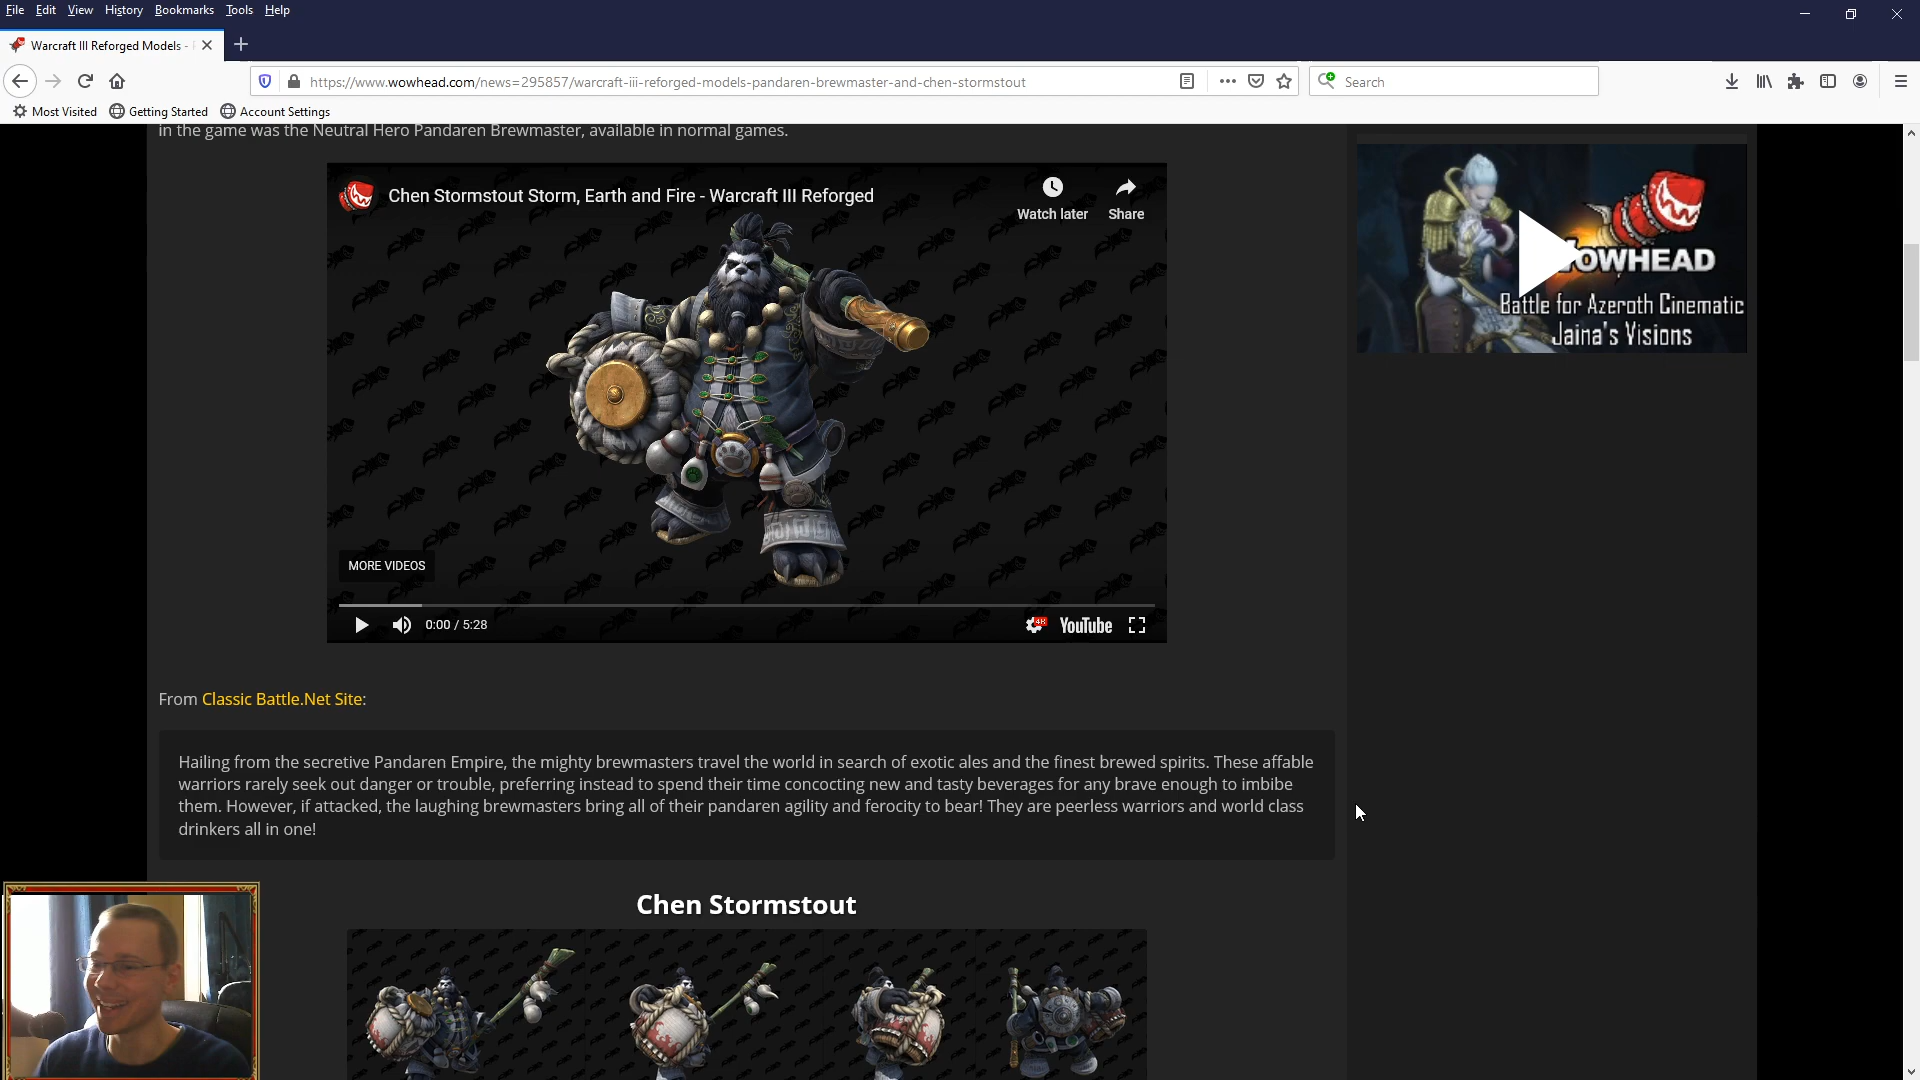 File Edit View History Bookmarks Tools Help
Warcraft III Reforged Models -
https://www.wowhead.com/news=295857/warcraft-iii-reforged-models-pandaren-brewmaster-and-chen-stormstout
Search
Most Visited Getting Started Account Settings
in the game was the Neutral Hero Pandaren Brewmaster, available in normal games.
Chen Stormstout Storm, Earth and Fire - Warcraft III Reforged
Watch later
Share
MORE VIDEOS
0:00 / 5:28
4K
YouTube
WOWHEAD
Battle for Azeroth Cinematic
Jaina's Visions
From Classic Battle.Net Site:
Hailing from the secretive Pandaren Empire, the mighty brewmasters travel the world in search of exotic ales and the finest brewed spirits. These affable
warriors rarely seek out danger or trouble, preferring instead to spend their time concocting new and tasty beverages for any brave enough to imbibe
them. However, if attacked, the laughing brewmasters bring all of their pandaren agility and ferocity to bear! They are peerless warriors and world class
drinkers all in one!
Chen Stormstout